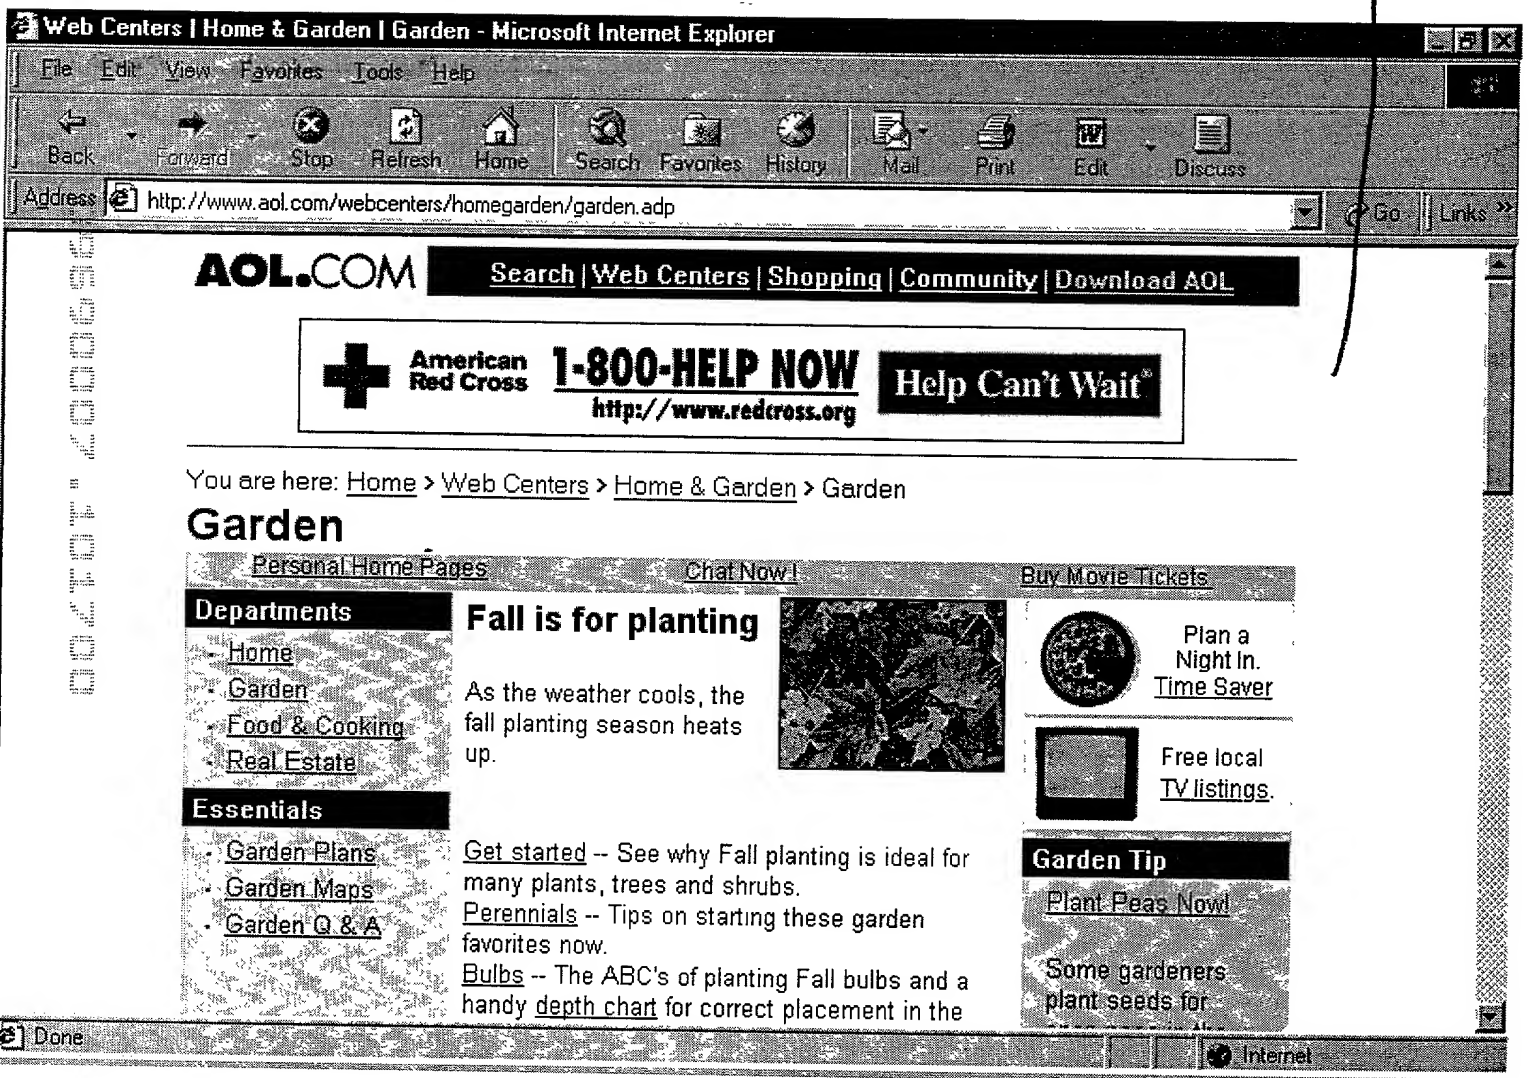 Web Centers | Home & Garden | Garden - Microsoft Internet Explorer
File Edit View Favorites Tools Help
Back Forward Stop Refresh Home Search Favorites History Mail Print Edit Discuss
Address http://www.aol.com/webcenters/homegarden/garden.adp Go Links »
AOL.COM Search | Web Centers | Shopping | Community | Download AOL
American
Red Cross
1-800-HELP NOW
http://www.redcross.org
Help Can't Wait®
You are here: Home > Web Centers > Home & Garden > Garden
Garden
Personal Home Pages Chat Now! Buy Movie Tickets
Departments
Home
Garden
Food & Cooking
Real Estate
Essentials
Garden Plans
Garden Maps
Garden Q & A
Fall is for planting
As the weather cools, the
fall planting season heats
up.
Get started -- See why Fall planting is ideal for
many plants, trees and shrubs.
Perennials -- Tips on starting these garden
favorites now.
Bulbs -- The ABC's of planting Fall bulbs and a
handy depth chart for correct placement in the
Plan a
Night In.
Time Saver
Free local
TV listings.
Garden Tip
Plant Peas Now!
Some gardeners
plant seeds for
Done Internet